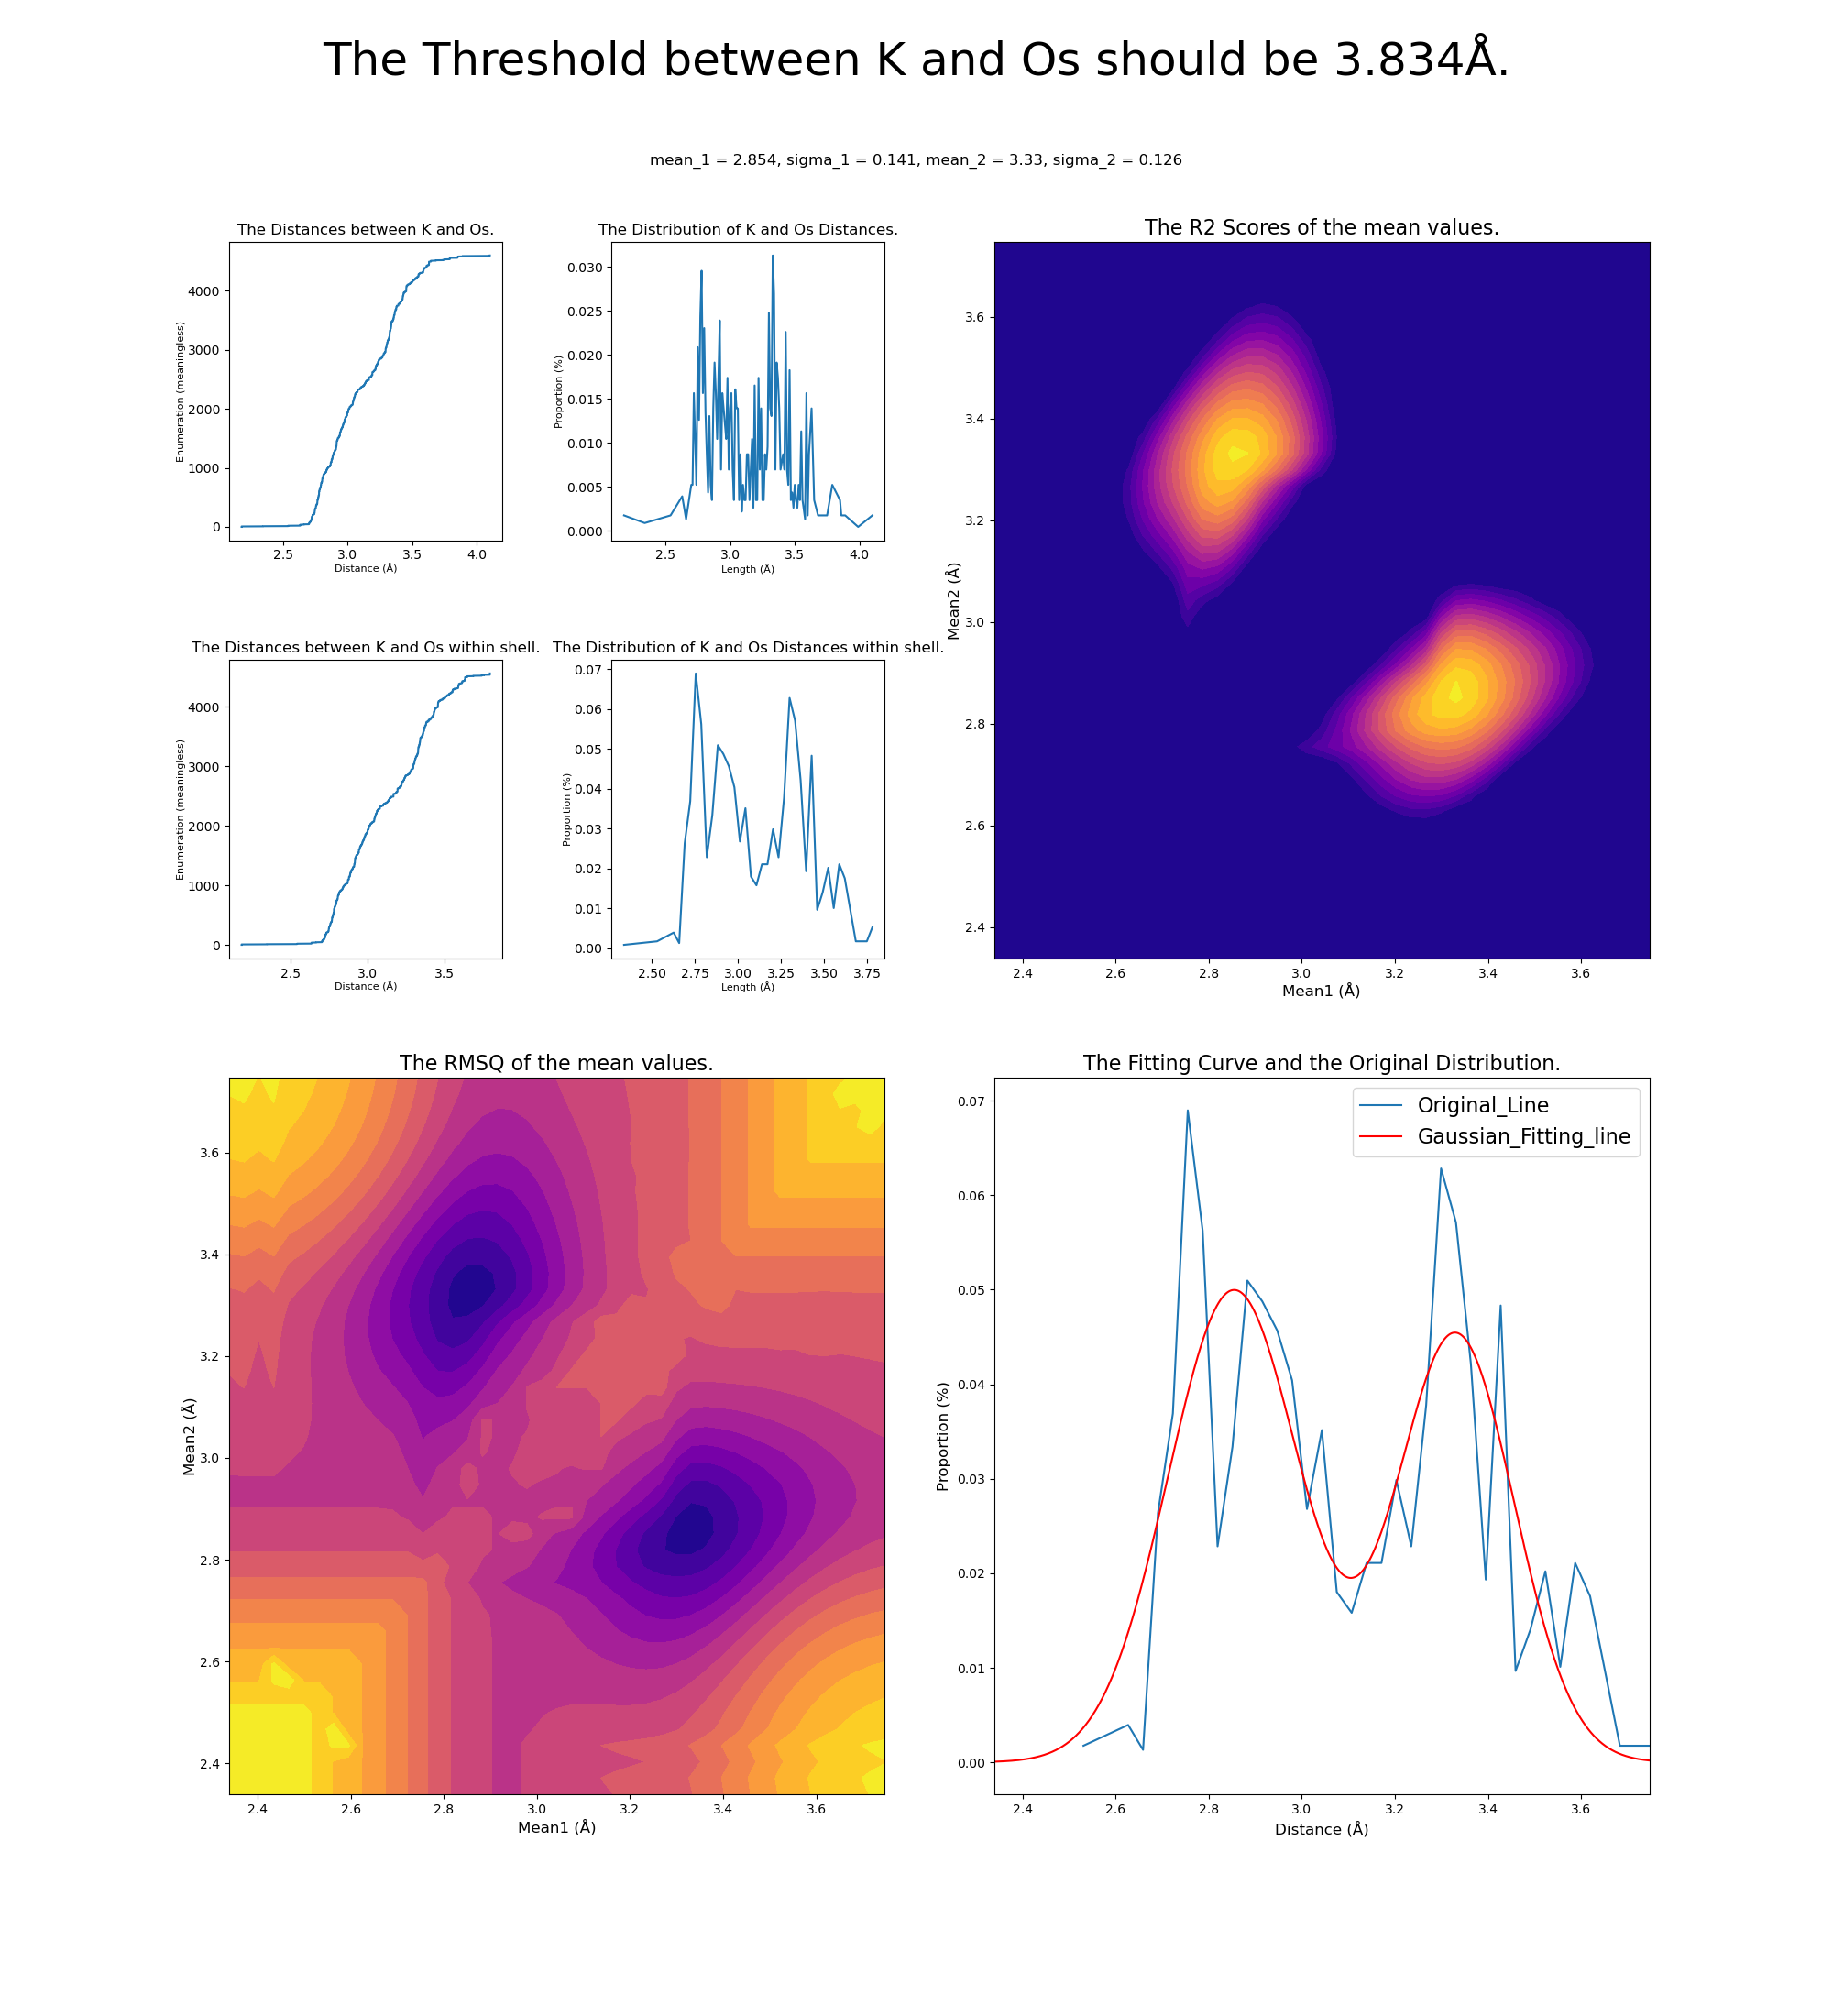 The Threshold between K and Os should be 3.834Å.
mean_1 = 2.854, sigma_1 = 0.141, mean_2 = 3.33, sigma_2 = 0.126
The Distances between K and Os.
Enumeration (meaningless)
4000
3000
2000
1000
0
2.5 3.0 3.5 4.0
Distance (Å)
The Distribution of K and Os Distances.
Proportion (%)
0.030
0.025
0.020
0.015
0.010
0.005
0.000
2.5 3.0 3.5 4.0
Length (Å)
The R2 Scores of the mean values.
Mean2 (Å)
3.6
3.4
3.2
3.0
2.8
2.6
2.4
2.4 2.6 2.8 3.0 3.2 3.4 3.6
Mean1 (Å)
The Distances between K and Os within shell.
Enumeration (meaningless)
4000
3000
2000
1000
0
2.5 3.0 3.5
Distance (Å)
The Distribution of K and Os Distances within shell.
Proportion (%)
0.07
0.06
0.05
0.04
0.03
0.02
0.01
0.00
2.50 2.75 3.00 3.25 3.50 3.75
Length (Å)
The RMSQ of the mean values.
Mean2 (Å)
3.6
3.4
3.2
3.0
2.8
2.6
2.4
2.4 2.6 2.8 3.0 3.2 3.4 3.6
Mean1 (Å)
The Fitting Curve and the Original Distribution.
Original_Line
Gaussian_Fitting_line
Proportion (%)
0.07
0.06
0.05
0.04
0.03
0.02
0.01
0.00
2.4 2.6 2.8 3.0 3.2 3.4 3.6
Distance (Å)